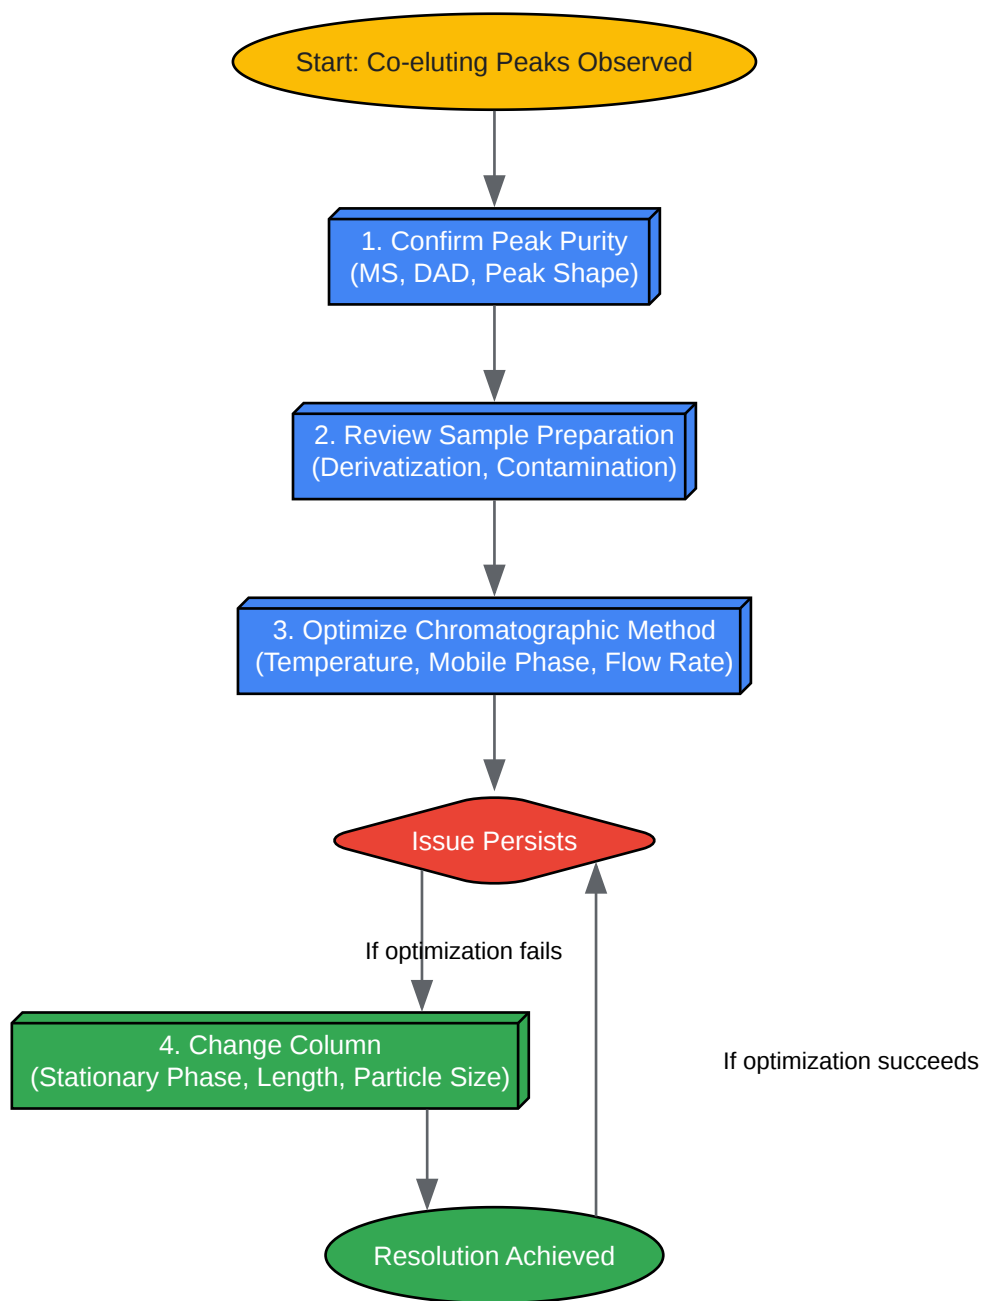 Start: Co-eluting Peaks Observed
1. Confirm Peak Purity
(MS, DAD, Peak Shape)
2. Review Sample Preparation
(Derivatization, Contamination)
3. Optimize Chromatographic Method
(Temperature, Mobile Phase, Flow Rate)
Issue Persists
If optimization fails
4. Change Column
(Stationary Phase, Length, Particle Size)
If optimization succeeds
Resolution Achieved